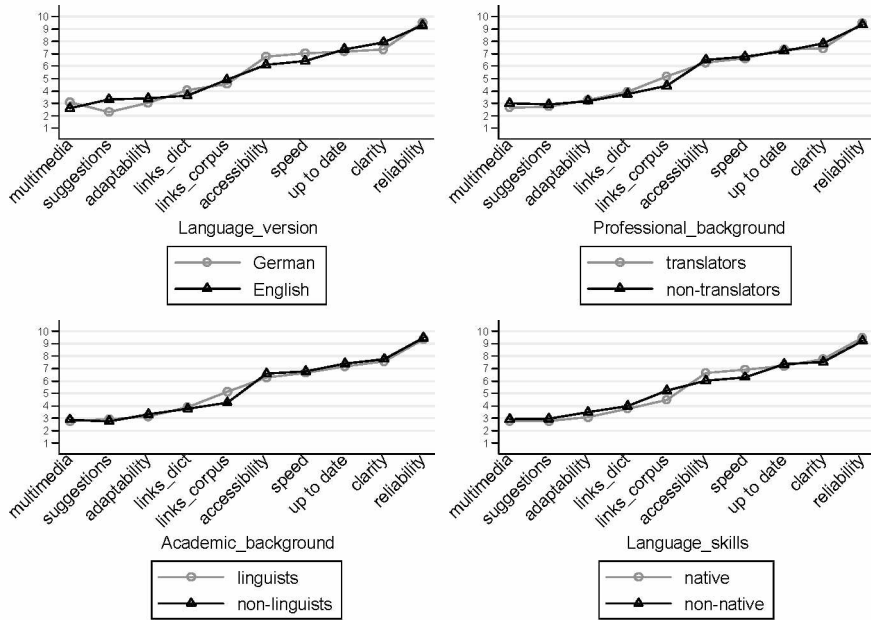 10
9
8
7
6
5
4
3
2
1
multimedia
suggestions
adaptability
links_dict
links_corpus
accessibility
speed
up to date
clarity
reliability
Language_version
German
English
10
9
8
7
6
5
4
3
2
1
multimedia
suggestions
adaptability
links_dict
links_corpus
accessibility
speed
up to date
clarity
reliability
Professional_background
translators
non-translators
10
9
8
7
6
5
4
3
2
1
multimedia
suggestions
adaptability
links_dict
links_corpus
accessibility
speed
up to date
clarity
reliability
Academic_background
linguists
non-linguists
10
9
8
7
6
5
4
3
2
1
multimedia
suggestions
adaptability
links_dict
links_corpus
accessibility
speed
up to date
clarity
reliability
Language_skills
native
non-native